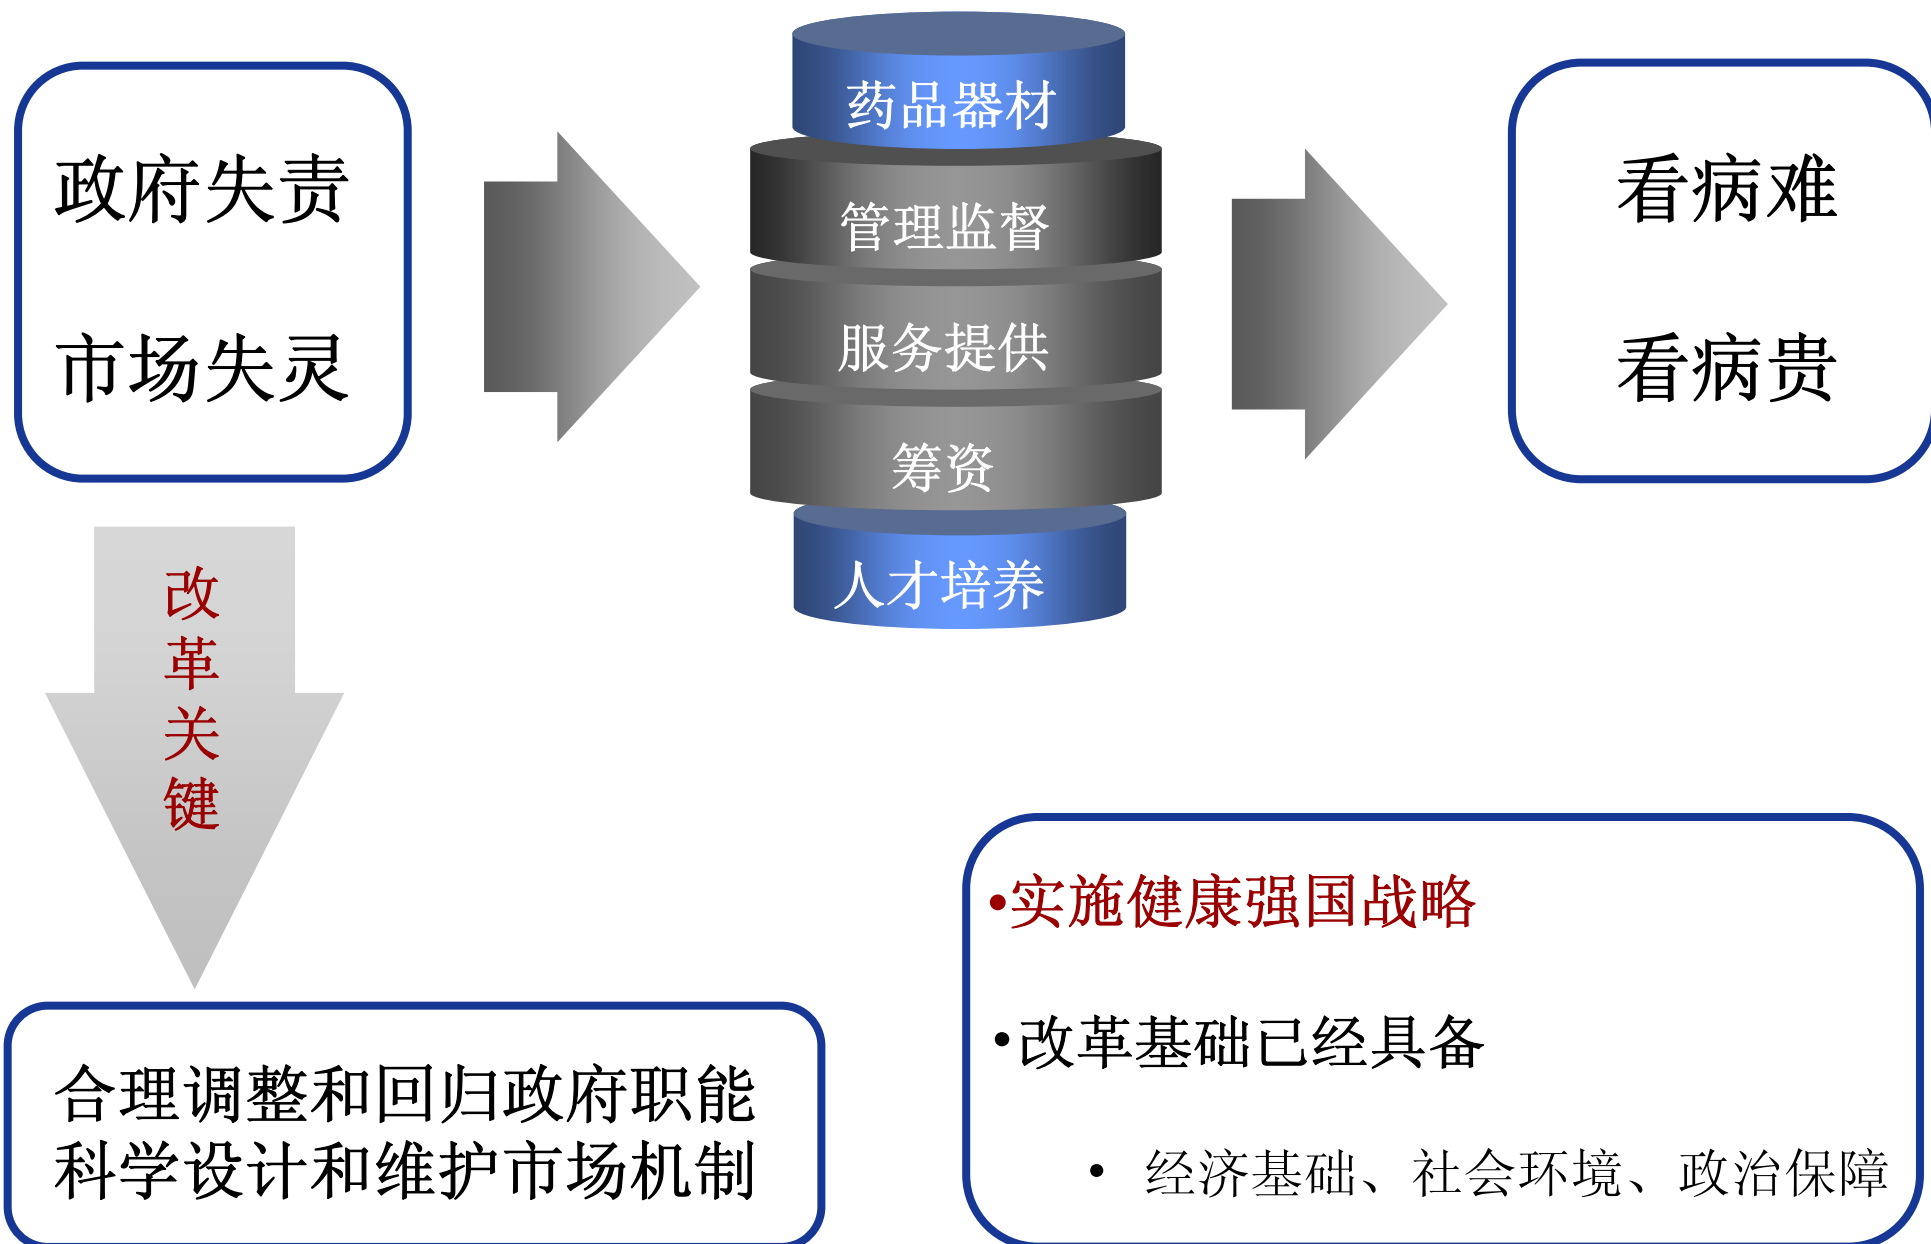 政府失责
市场失灵
药品器材
管理监督
服务提供
筹资
人才培养
看病难
看病贵
改
革
关
键
合理调整和回归政府职能
科学设计和维护市场机制
•实施健康强国战略
•改革基础已经具备
• 经济基础、社会环境、政治保障